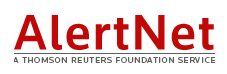 AlertNet
A THOMSON REUTERS FOUNDATION SERVICE